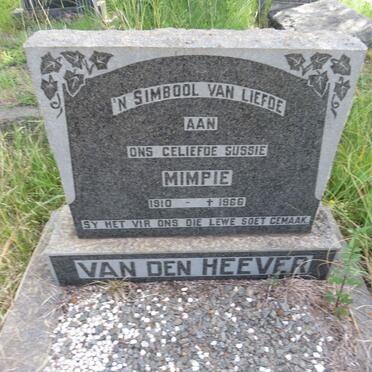 'N SIMBOOL VAN LIEFDE
AAN
ONS GELIEFDE SUSSIE
MIMPIE
1910 - ✝ 1966
SY HET VIR ONS DIE LEWE SOET GEMAAK
VAN DEN HEEVER